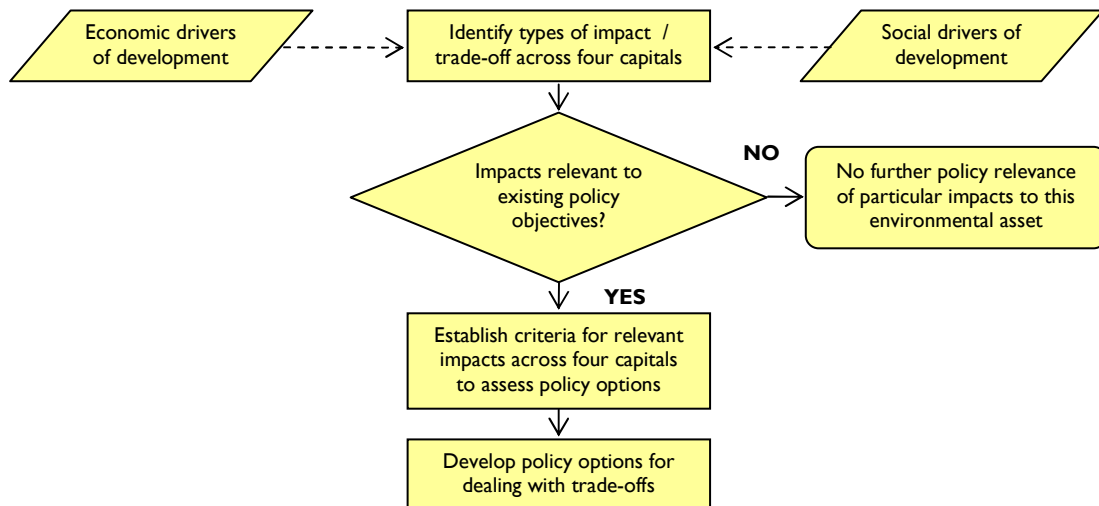 Economic drivers
of development
Identify types of impact /
trade-off across four capitals
Social drivers of
development
Impacts relevant to
existing policy
objectives?
NO
No further policy relevance
of particular impacts to this
environmental asset
YES
Establish criteria for relevant
impacts across four capitals
to assess policy options
Develop policy options for
dealing with trade-offs